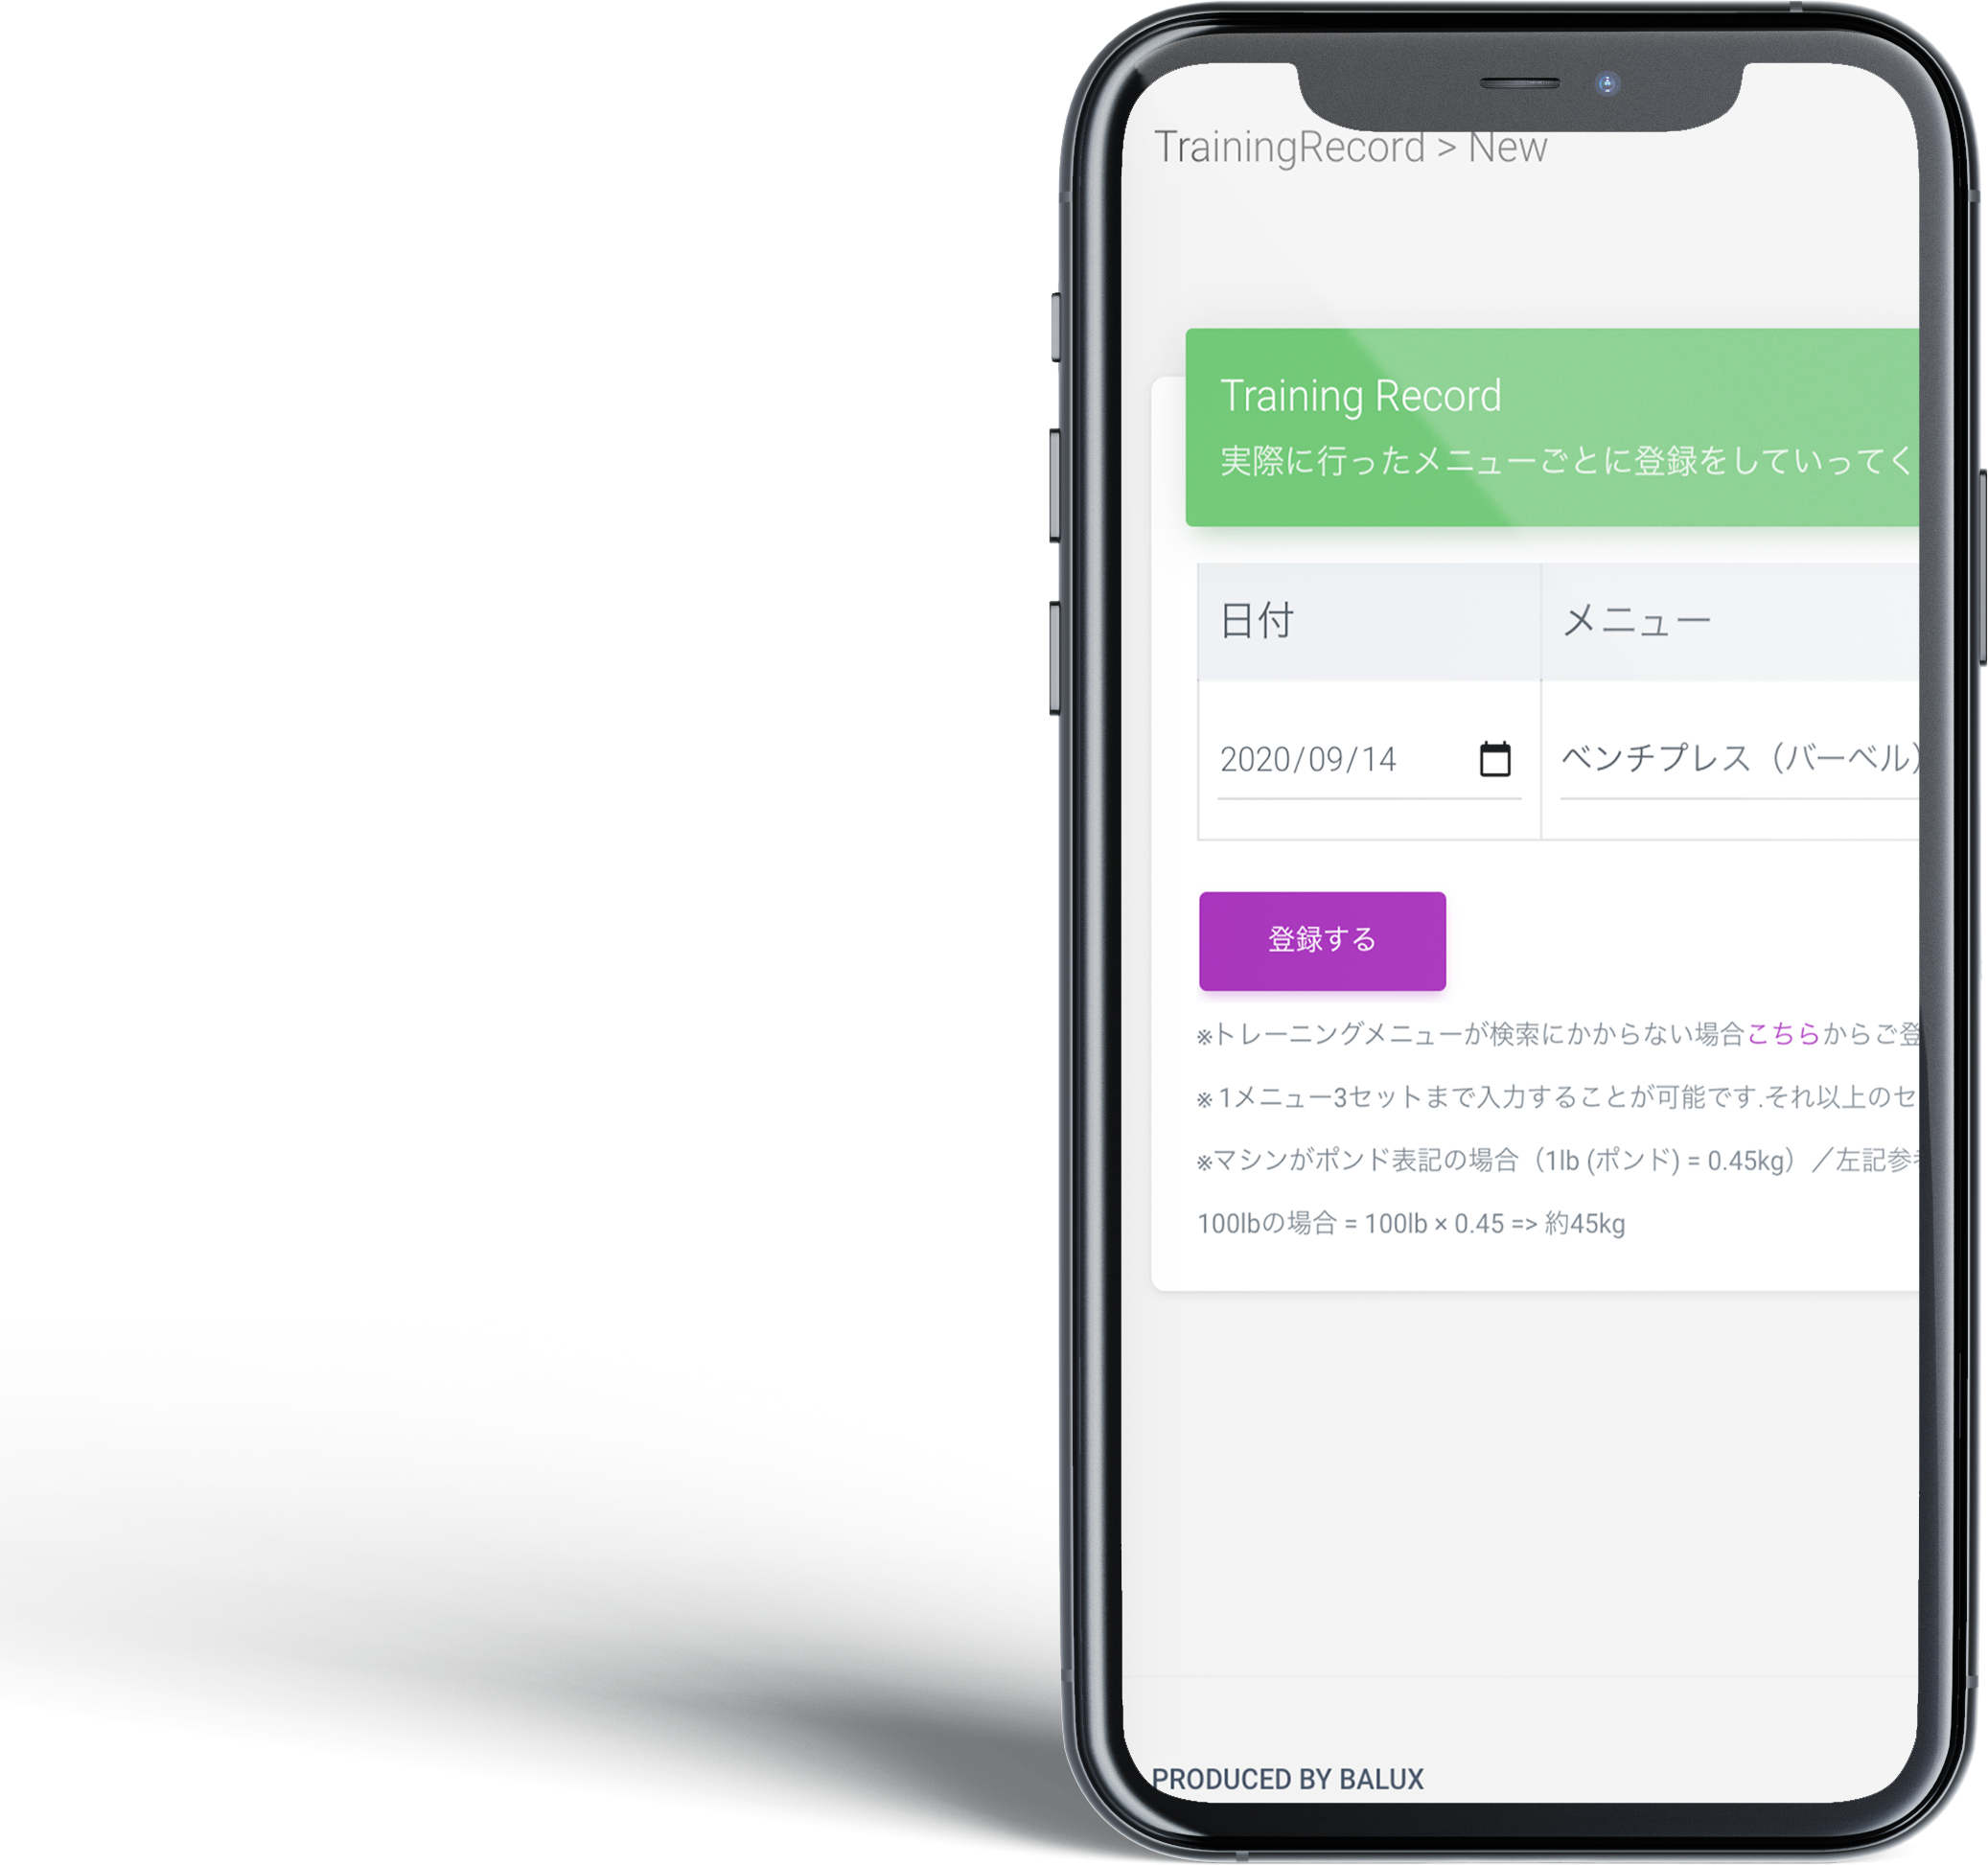 TrainingRecord > New
Training Record
実際に行ったメニューごとに登録をしていってく
日付 メニュー
2020/09/14 ベンチプレス（バーベル）
登録する
※トレーニングメニューが検索にかからない場合こちらからご登
※ 1メニュー3セットまで入力することが可能です.それ以上のセ
※マシンがポンド表記の場合（1lb (ポンド) = 0.45kg）／左記参
100lbの場合 = 100lb × 0.45 => 約45kg
PRODUCED BY BALUX